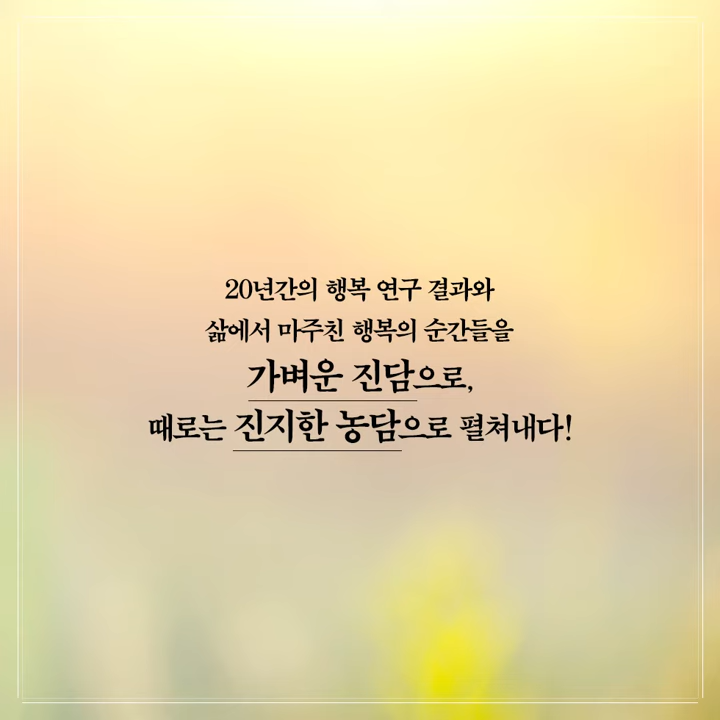 20년간의 행복 연구 결과와
삶에서 마주친 행복의 순간들을
가벼운 진담으로,
때로는 진지한 농담으로 펼쳐내다!